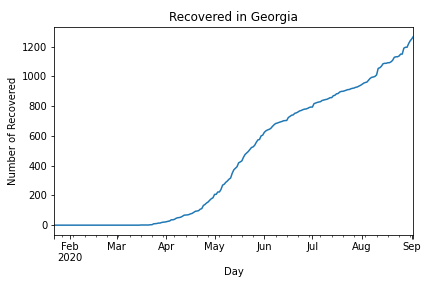 Recovered in Georgia
Number of Recovered
1200
1000
800
600
400
200
0
Feb Mar Apr May Jun Jul Aug Sep
2020
Day